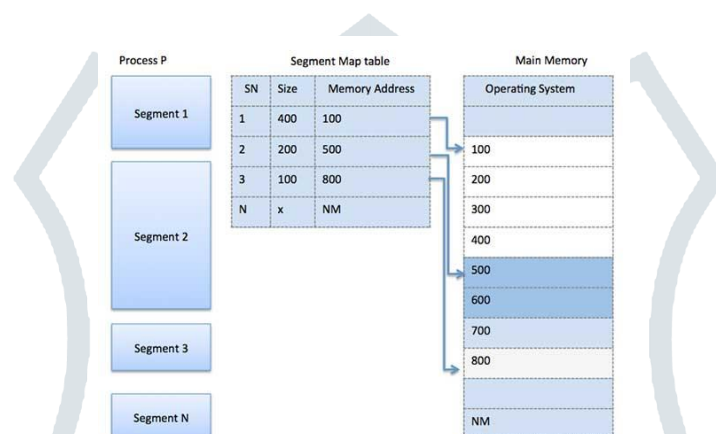 Process P
Segment 1
Segment 2
Segment 3
Segment N
Segment Map table
SN Size Memory Address
1 400 100
2 200 500
3 100 800
N x NM
Main Memory
Operating System
100
200
300
400
500
600
700
800
NM